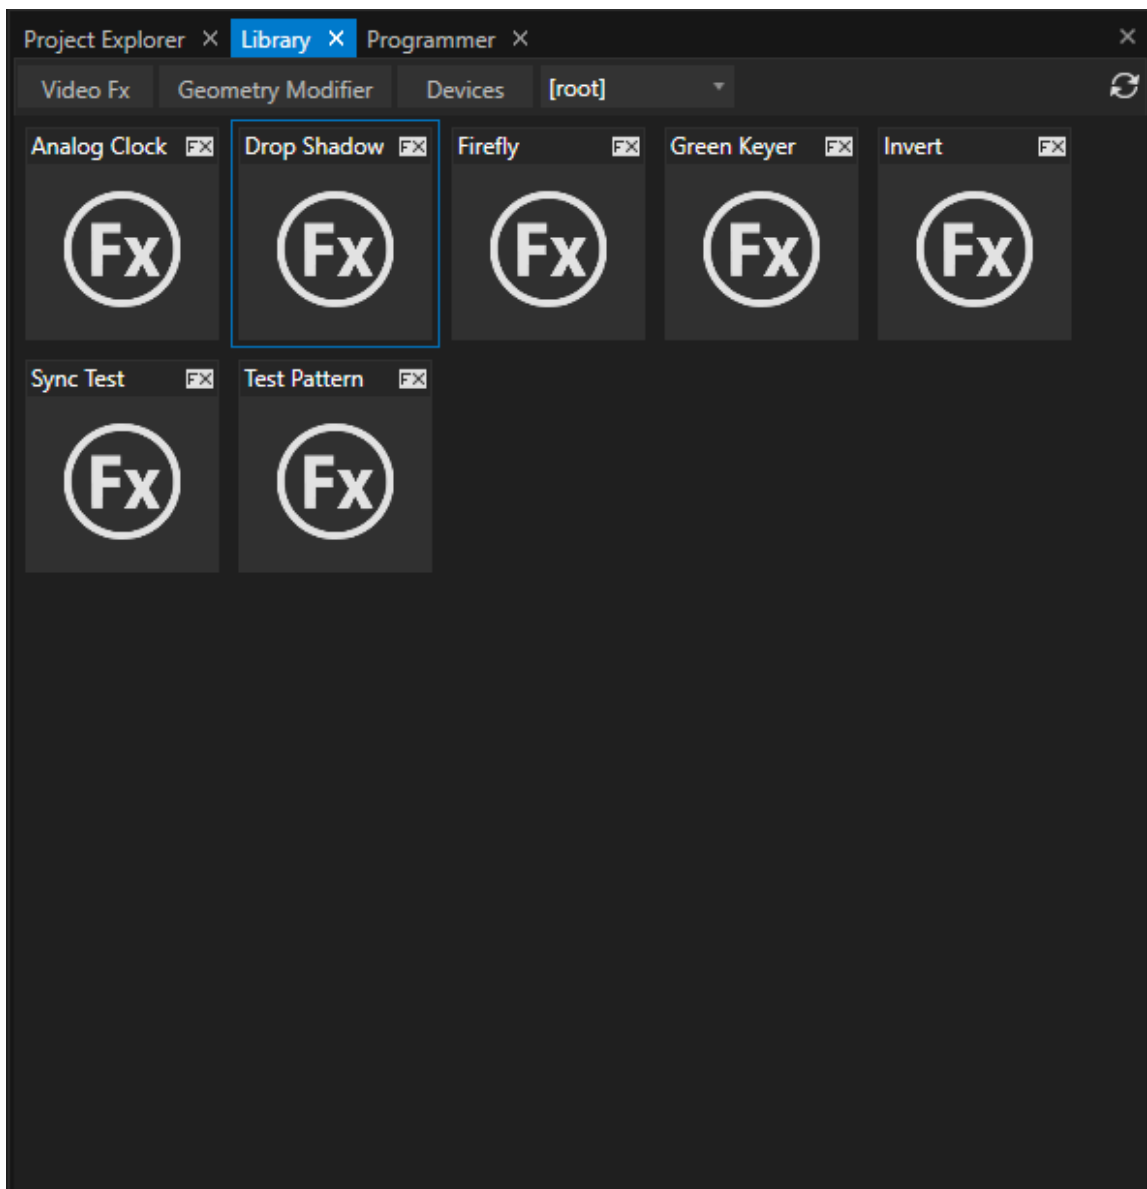 Project Explorer Library Programmer
Video Fx Geometry Modifier Devices [root]
Analog Clock FX Drop Shadow FX Firefly FX Green Keyer FX Invert FX
Fx Fx Fx Fx Fx
Sync Test FX Test Pattern FX
Fx Fx